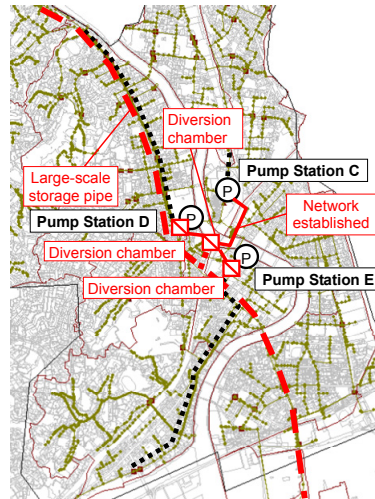 Diversion
chamber
Pump Station C
P
Large-scale
storage pipe
Network
established
P
Pump Station D
Diversion chamber
P
Pump Station E
Diversion chamber